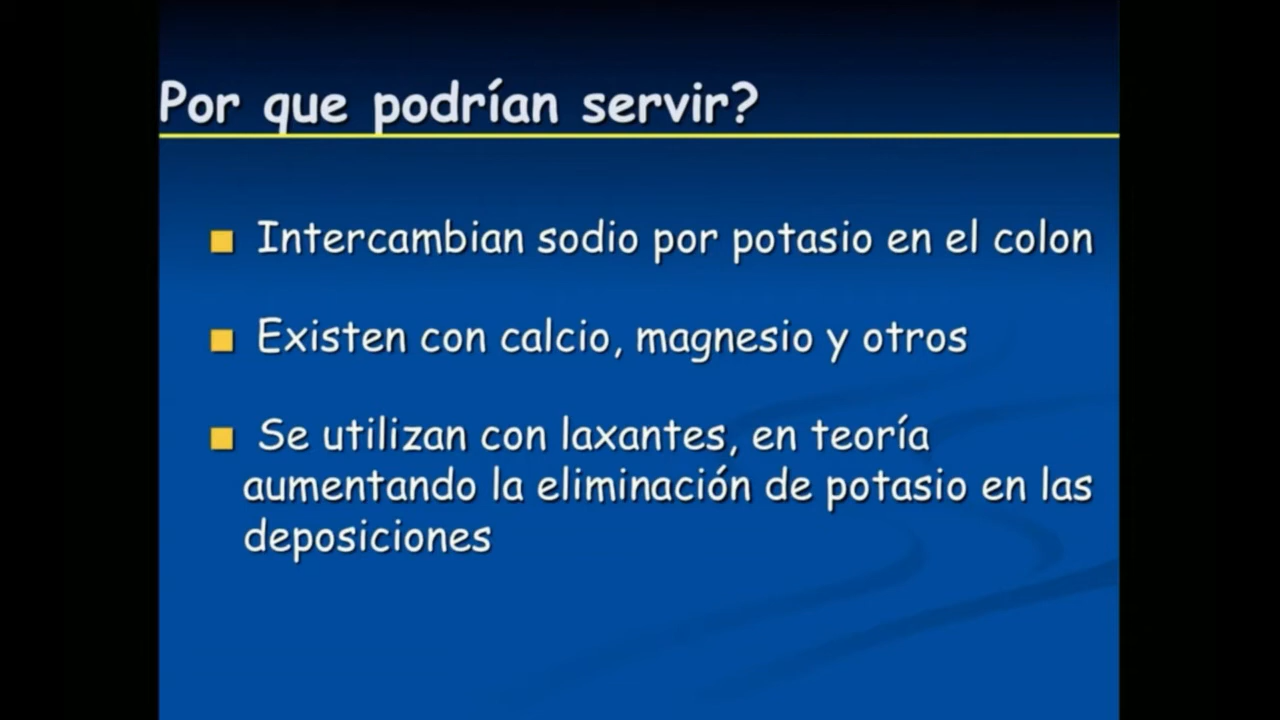 Por que podrían servir?
Intercambian sodio por potasio en el colon
Existen con calcio, magnesio y otros
Se utilizan con laxantes, en teoría
aumentando la eliminación de potasio en las
deposiciones